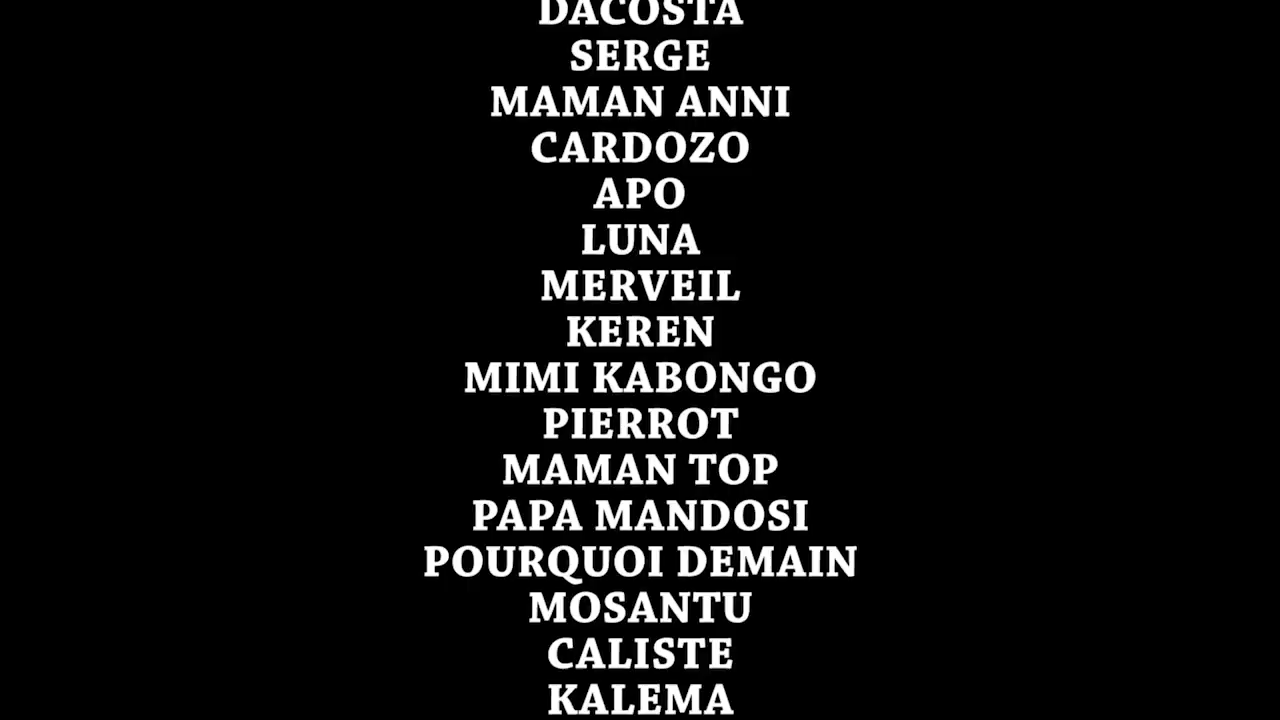 DACOSTA
SERGE
MAMAN ANNI
CARDOZO
APO
LUNA
MERVEIL
KEREN
MIMI KABONGO
PIERROT
MAMAN TOP
PAPA MANDOSI
POURQUOI DEMAIN
MOSANTU
CALISTE
KALEMA